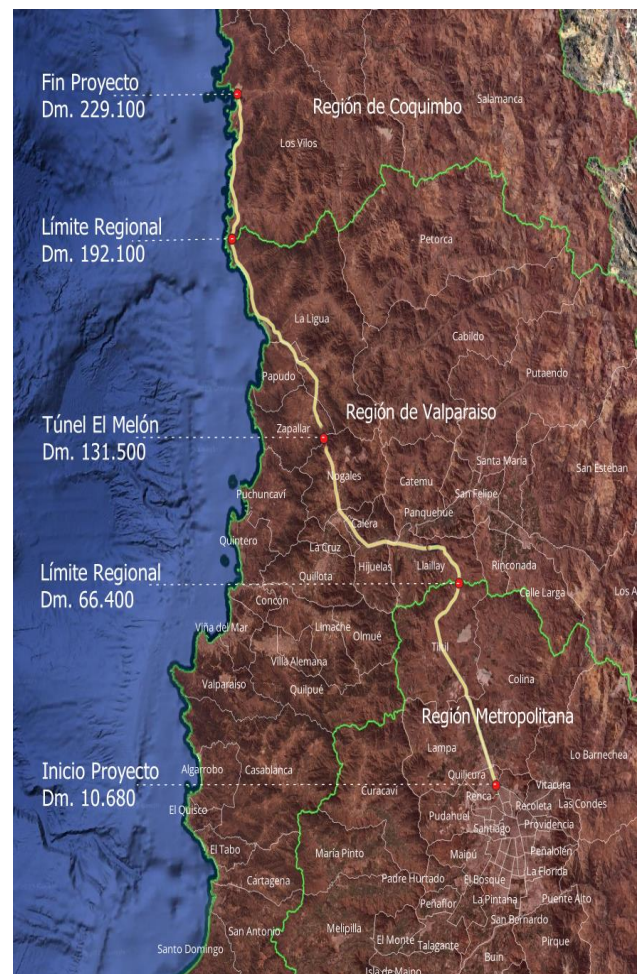 Fin Proyecto
Dm. 229.100
Región de Coquimbo
Salamanca
Los Vilos
Límite Regional
Dm. 192.100
Petorca
La Ligua
Cabildo
Putaendo
Papudo
Región de Valparaiso
Túnel El Melón
Dm. 131.500
Zapallar
Santa María
San Esteban
Nogales
Catemu
San Felipe
Puchuncaví
Panquehue
Calera
Quintero
La Cruz
Hijuelas
Llaillay
Rinconada
Límite Regional
Dm. 66.400
Quillota
Calle Larga
Los A
Concón
Viña del Mar
Limache
Olmué
Tiltil
Villa Alemana
Colina
Valparaiso
Quilpué
Región Metropolitana
Lampa
Lo Barnechea
Inicio Proyecto
Dm. 10.680
Algarrobo
Casablanca
Quilicura
Curacaví
Vitacura
Renca
El Quisco
Recoleta
Las Condes
Pudahuel
Santiago
Providencia
El Tabo
María Pinto
Maipú
Peñalolén
La Florida
Cartagena
Padre Hurtado
El Bosque
Peñaflor
La Pintana
Puente Alto
San Antonio
Melipilla
San Bernardo
El Monte
Talagante
Pirque
Santo Domingo
Buin
Isla de Maipo